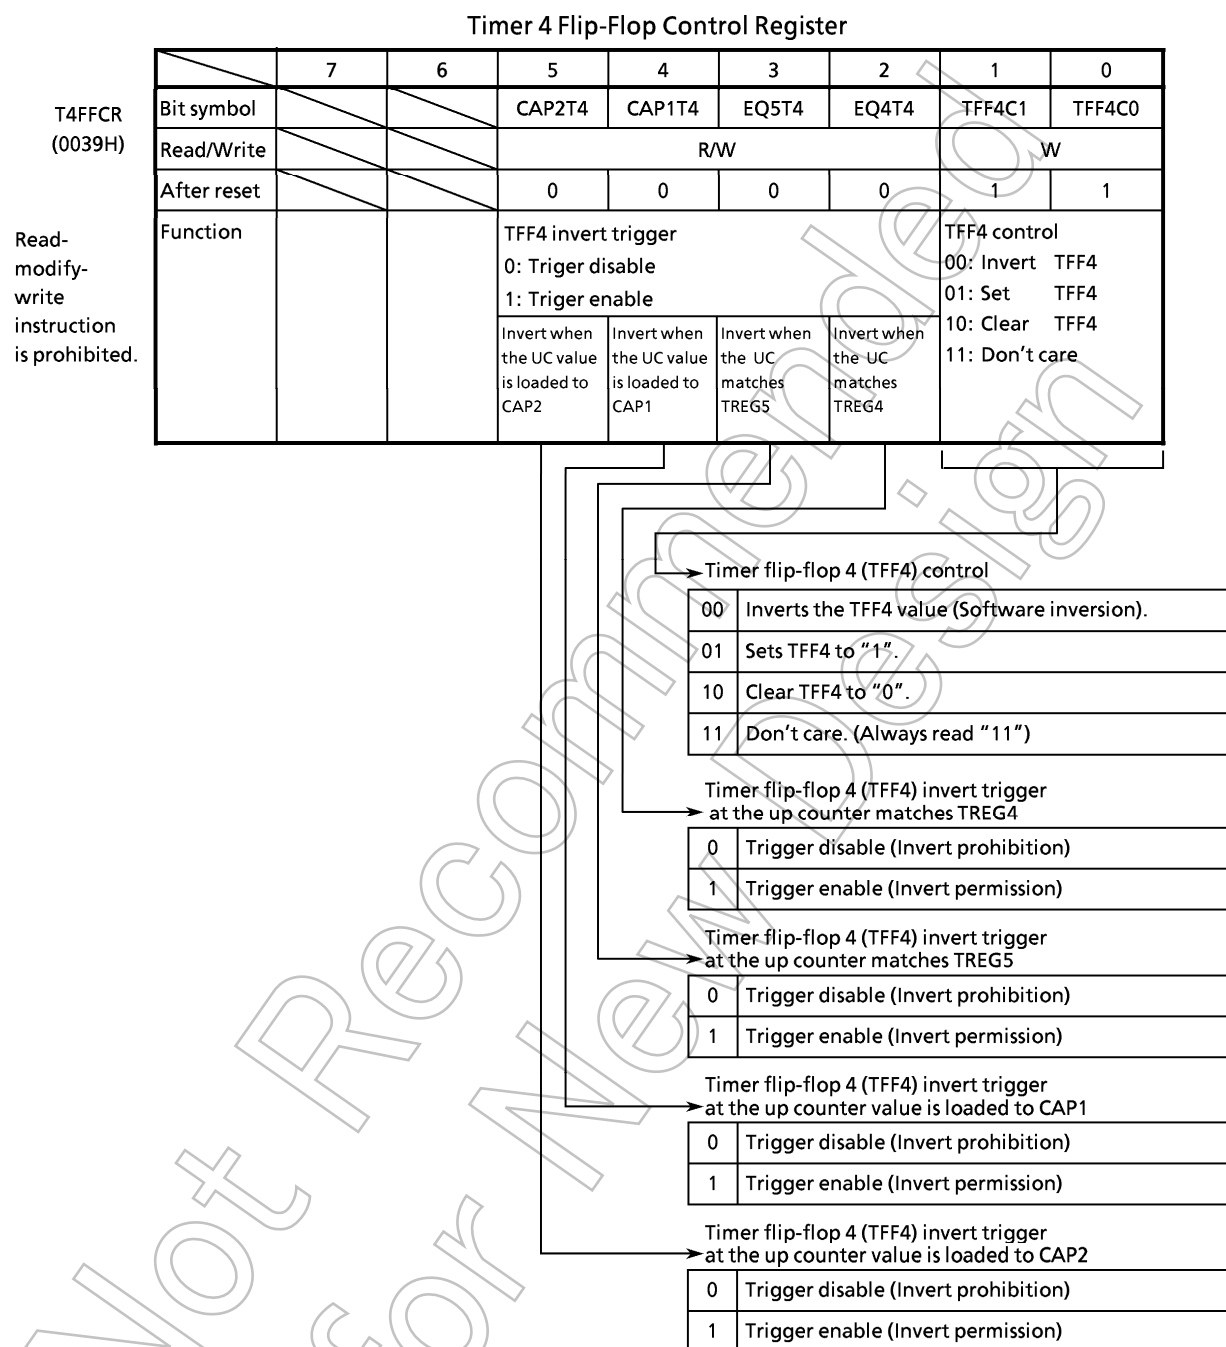 Timer 4 Flip-Flop Control Register
7 6 5 4 3 2 1 0
T4FFCR
(0039H)
Bit symbol CAP2T4 CAP1T4 EQ5T4 EQ4T4 TFF4C1 TFF4C0
Read/Write R/W W
After reset 0 0 0 0 1 1
Read-
modify-
write
instruction
is prohibited.
Function
TFF4 invert trigger
0: Triger disable
1: Triger enable
Invert when
the UC value
is loaded to
CAP2
Invert when
the UC value
is loaded to
CAP1
Invert when
the UC
matches
TREG5
Invert when
the UC
matches
TREG4
TFF4 control
00: Invert TFF4
01: Set TFF4
10: Clear TFF4
11: Don't care
Timer flip-flop 4 (TFF4) control
00 Inverts the TFF4 value (Software inversion).
01 Sets TFF4 to "1".
10 Clear TFF4 to "0".
11 Don't care. (Always read "11")
Timer flip-flop 4 (TFF4) invert trigger
at the up counter matches TREG4
0 Trigger disable (Invert prohibition)
1 Trigger enable (Invert permission)
Timer flip-flop 4 (TFF4) invert trigger
at the up counter matches TREG5
0 Trigger disable (Invert prohibition)
1 Trigger enable (Invert permission)
Timer flip-flop 4 (TFF4) invert trigger
at the up counter value is loaded to CAP1
0 Trigger disable (Invert prohibition)
1 Trigger enable (Invert permission)
Timer flip-flop 4 (TFF4) invert trigger
at the up counter value is loaded to CAP2
0 Trigger disable (Invert prohibition)
1 Trigger enable (Invert permission)
Not Recommended
for New Design